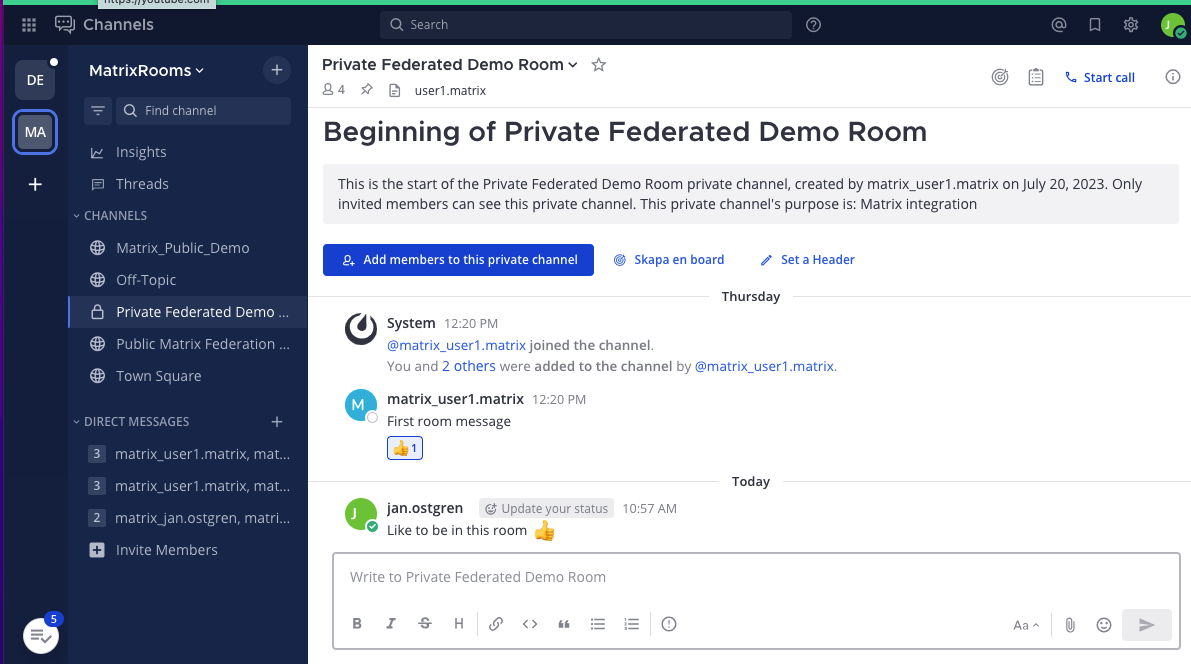 https://youtube.com
Channels
Search
J
DE
MA
MatrixRooms
Find channel
Insights
Threads
CHANNELS
Matrix_Public_Demo
Off-Topic
Private Federated Demo ...
Public Matrix Federation ...
Town Square
DIRECT MESSAGES
3 matrix_user1.matrix, mat...
3 matrix_user1.matrix, mat...
2 matrix_jan.ostgren, matri...
Invite Members
5
Private Federated Demo Room
4 user1.matrix
Start call
Beginning of Private Federated Demo Room
This is the start of the Private Federated Demo Room private channel, created by matrix_user1.matrix on July 20, 2023. Only
invited members can see this private channel. This private channel's purpose is: Matrix integration
Add members to this private channel Skapa en board Set a Header
Thursday
System 12:20 PM
@matrix_user1.matrix joined the channel.
You and 2 others were added to the channel by @matrix_user1.matrix.
M
matrix_user1.matrix 12:20 PM
First room message
👍 1
Today
J
jan.ostgren Update your status 10:57 AM
Like to be in this room 👍
Write to Private Federated Demo Room
B I S H Aa